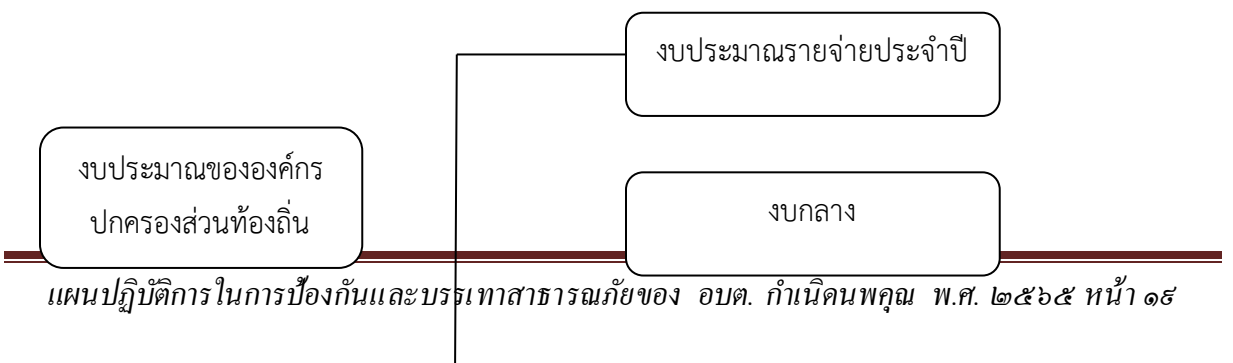 งบประมาณรายจ่ายประจำปี
งบประมาณขององค์กร
ปกครองส่วนท้องถิ่น
งบกลาง
แผนปฏิบัติการในการป้องกันและบรรเทาสาธารณภัยของ อบต. กำเนิดนพคุณ พ.ศ. ๒๕๖๕ หน้า ๑๙